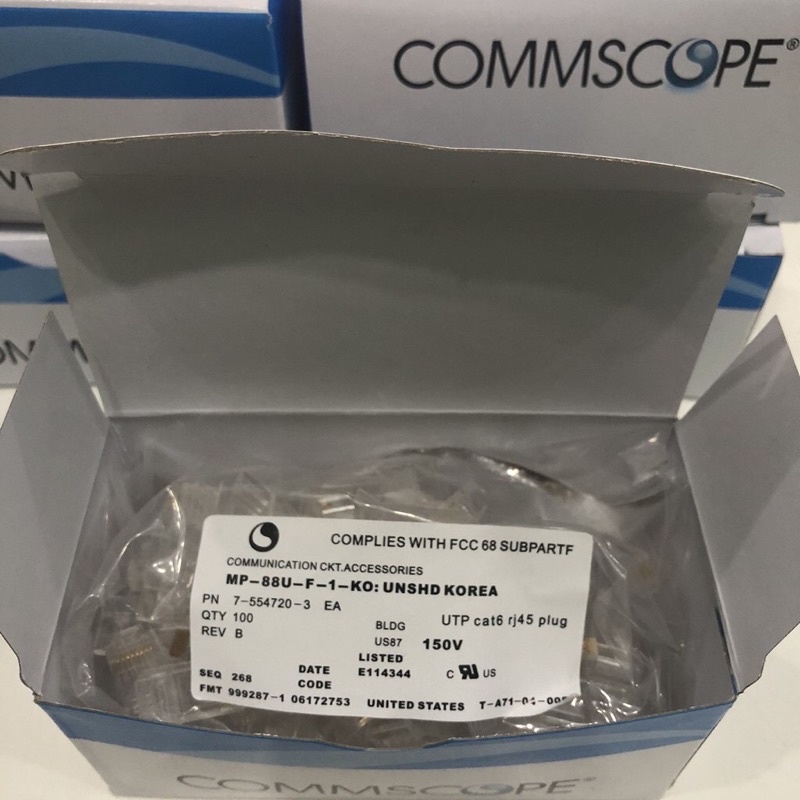 COMMSCOPE®
COMPLIES WITH FCC 68 SUBPARTF
COMMUNICATION CKT.ACCESSORIES
MP-88U-F-1-KO: UNSHD KOREA
PN 7-554720-3 EA
QTY 100
BLDG
UTP cat6 rj45 plug
REV B
US87
150V
LISTED
SEQ 268
DATE
E114344
C
US
CODE
FMT 999287-1 06172753
UNITED STATES
COMMSCOPE®